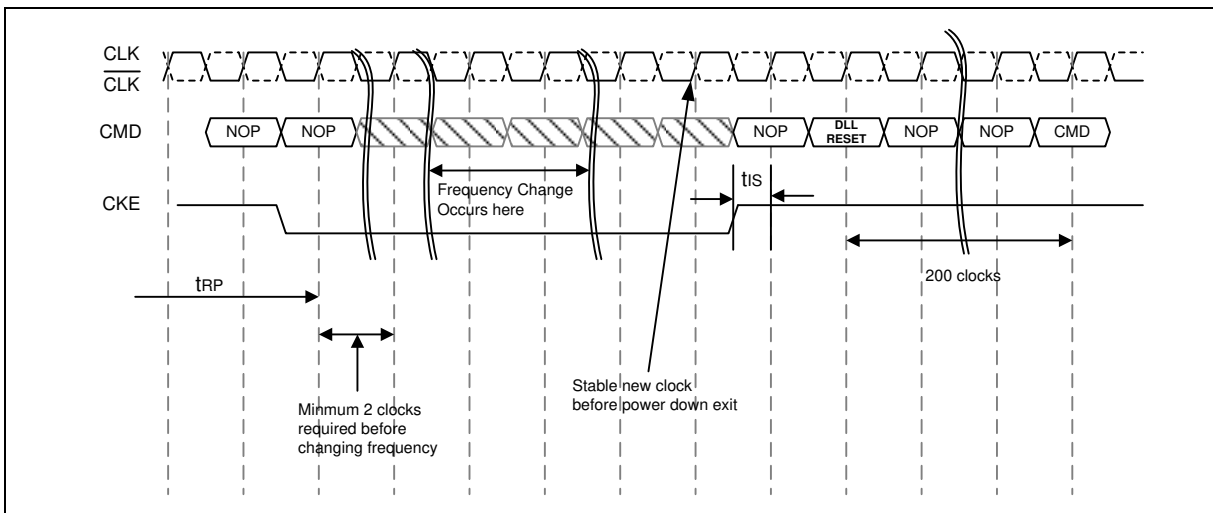 CLK
CLK
CMD
NOP
NOP
NOP
DLL
RESET
NOP
NOP
CMD
Frequency Change
Occurs here
tIS
CKE
200 clocks
tRP
Stable new clock
before power down exit
Minmum 2 clocks
required before
changing frequency